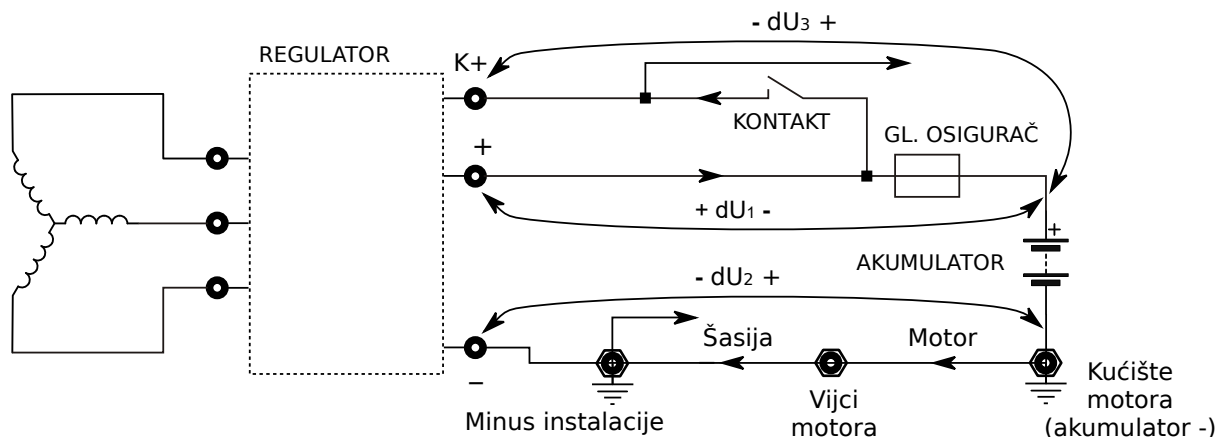 - dU3 +
REGULATOR
K+
KONTAKT
GL. OSIGURAČ
+
+ dU1 -
+
AKUMULATOR
- dU2 +
Šasija
Motor
–
Minus instalacije
Vijci
motora
Kućište
motora
(akumulator -)